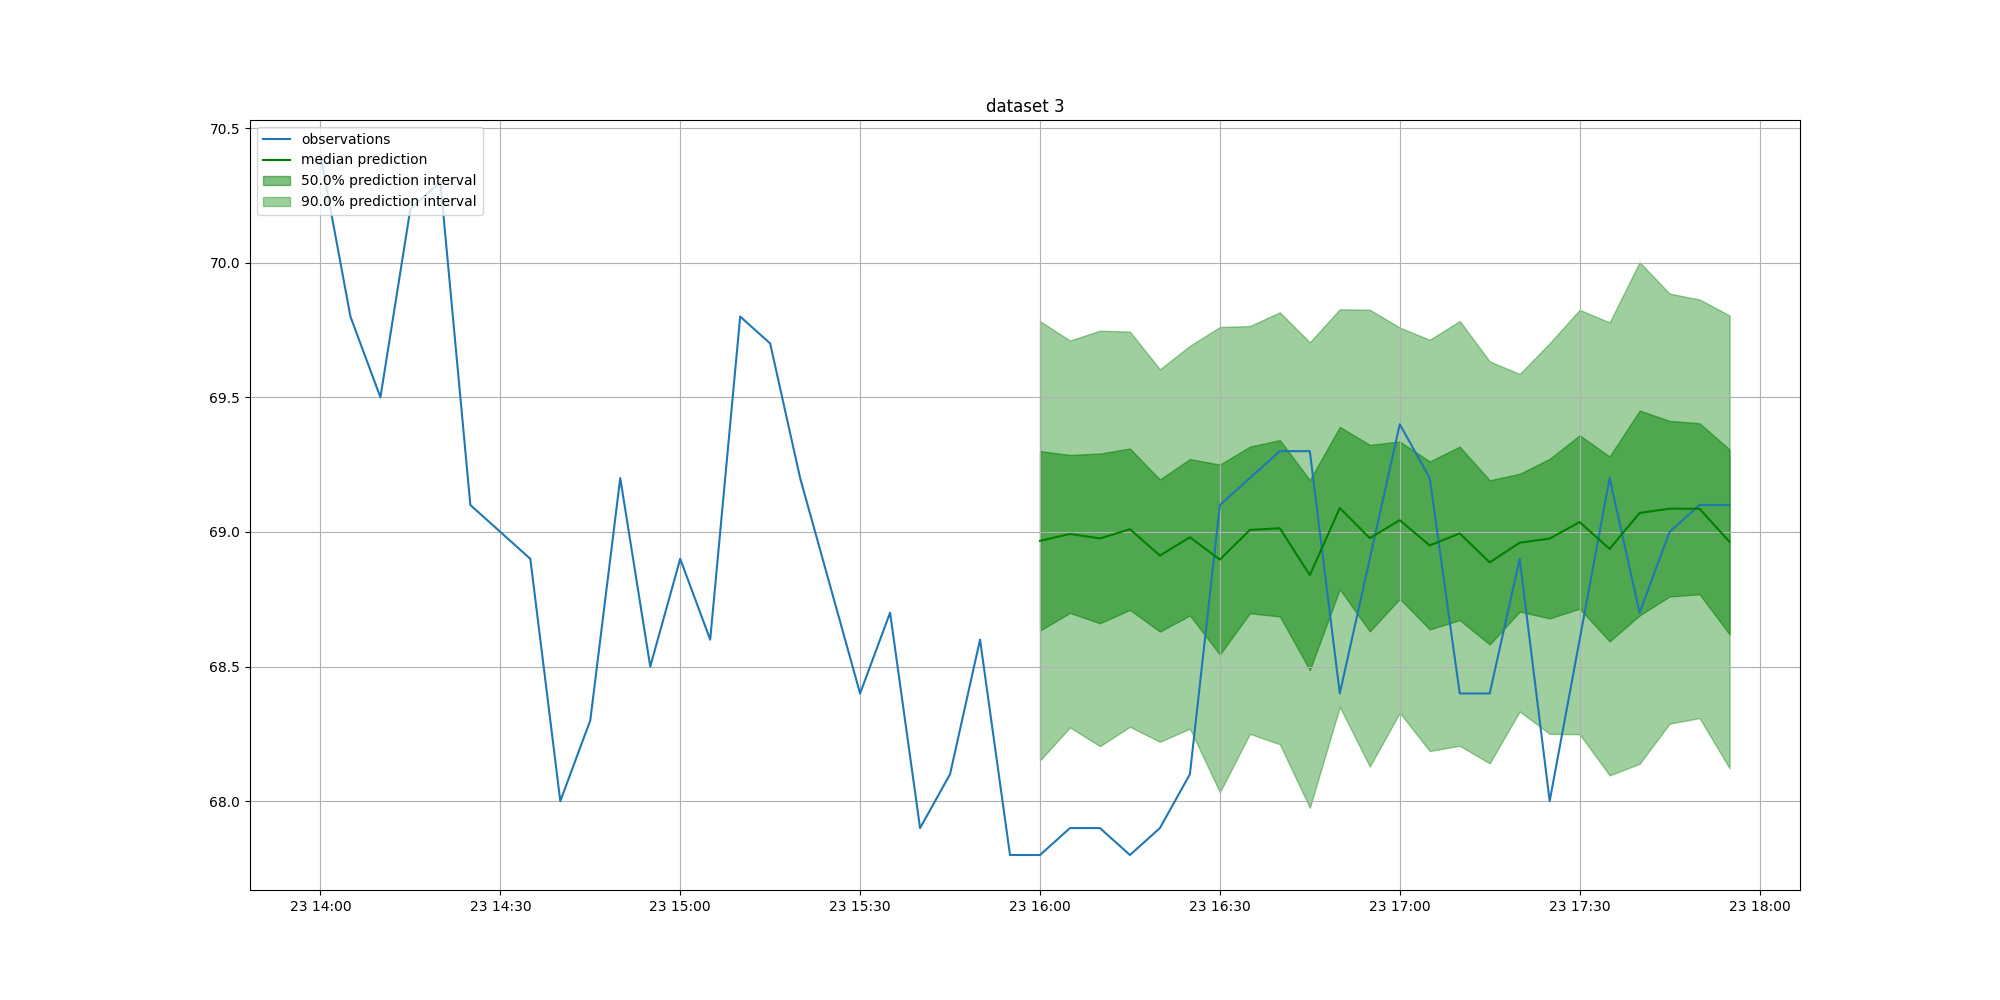 dataset 3
70.5
70.0
69.5
69.0
68.5
68.0
observations
median prediction
50.0% prediction interval
90.0% prediction interval
23 14:00 23 14:30 23 15:00 23 15:30 23 16:00 23 16:30 23 17:00 23 17:30 23 18:00